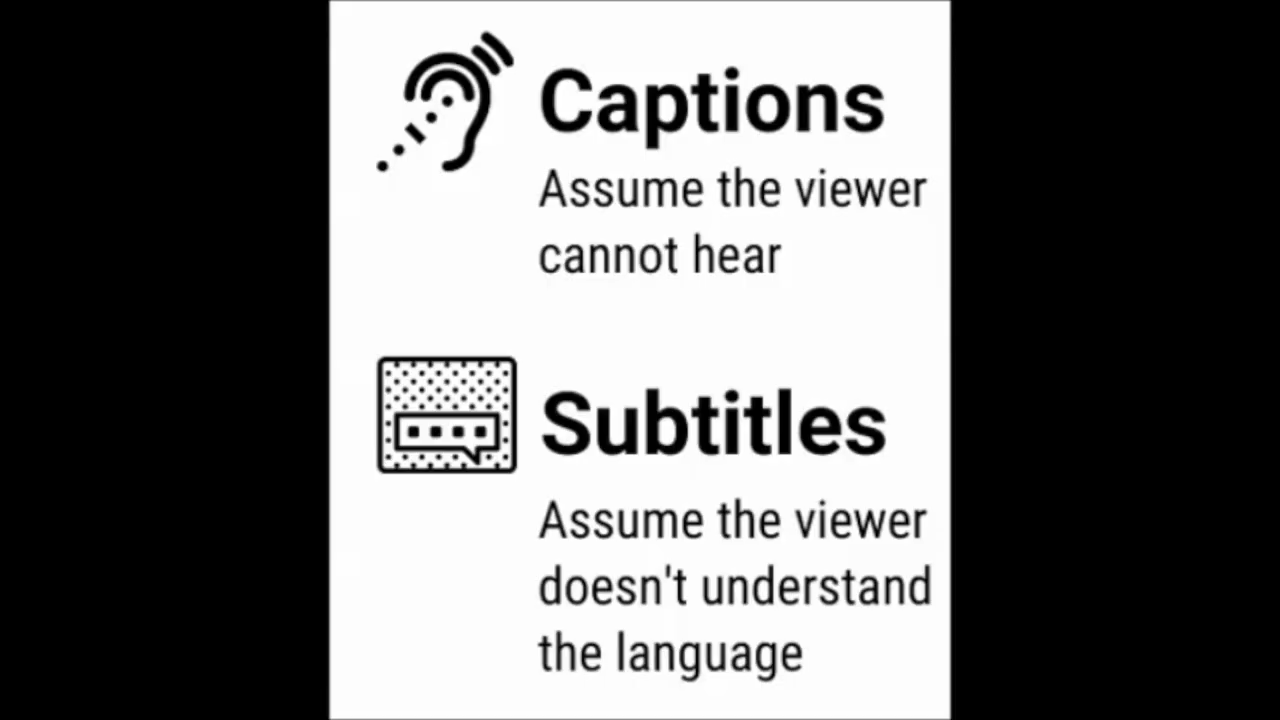 Captions
Assume the viewer
cannot hear
Subtitles
Assume the viewer
doesn't understand
the language